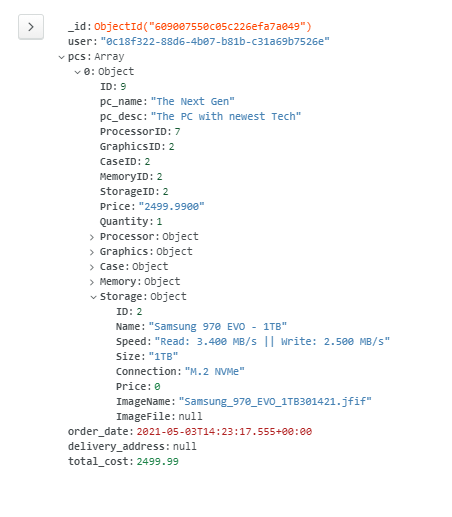 _id: ObjectId("609007550c05c226efa7a049")
user: "0c18f322-88d6-4b07-b81b-c31a69b7526e"
pcs: Array
0: Object
ID: 9
pc_name: "The Next Gen"
pc_desc: "The PC with newest Tech"
ProcessorID: 7
GraphicsID: 2
CaseID: 2
MemoryID: 2
StorageID: 2
Price: "2499.9900"
Quantity: 1
Processor: Object
Graphics: Object
Case: Object
Memory: Object
Storage: Object
ID: 2
Name: "Samsung 970 EVO - 1TB"
Speed: "Read: 3.400 MB/s || Write: 2.500 MB/s"
Size: "1TB"
Connection: "M.2 NVMe"
Price: 0
ImageName: "Samsung_970_EVO_1TB301421.jfif"
ImageFile: null
order_date: 2021-05-03T14:23:17.555+00:00
delivery_address: null
total_cost: 2499.99